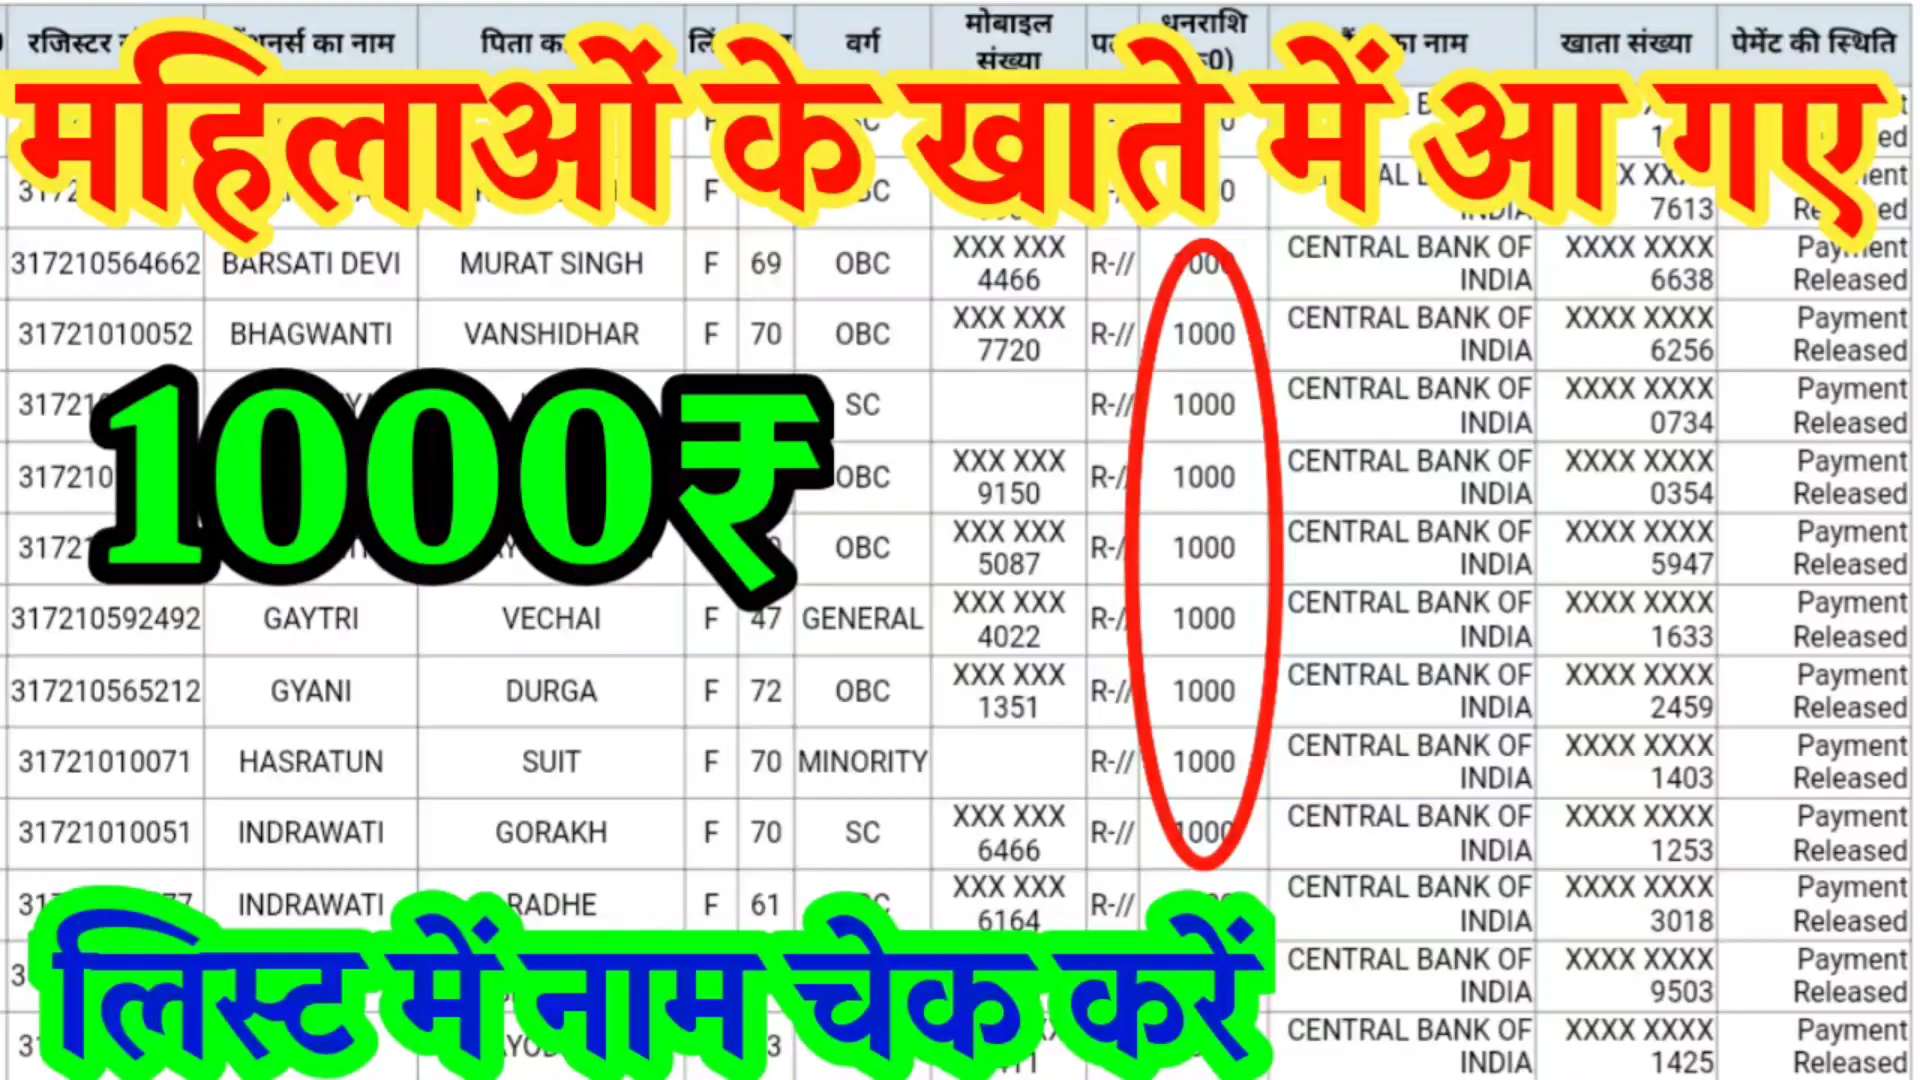 रजिस्टर का नाम पिता वर्ग मोबाइल संख्या धनराशि का नाम खाता संख्या पेमेंट की स्थिति
महिलाओं के खाते में आ गए
F INDIA 7613
317210564662 BARSATI DEVI MURAT SINGH F 69 OBC XXX XXX 4466 R-// 1000 CENTRAL BANK OF INDIA XXXX XXXX 6638 Payment Released
31721010052 BHAGWANTI VANSHIDHAR F 70 OBC XXX XXX 7720 R-// 1000 CENTRAL BANK OF INDIA XXXX XXXX 6256 Payment Released
SC R-// 1000 CENTRAL BANK OF INDIA XXXX XXXX 0734 Payment Released
1000₹
OBC XXX XXX 9150 1000 CENTRAL BANK OF INDIA XXXX XXXX 0354 Payment Released
OBC XXX XXX 5087 1000 CENTRAL BANK OF INDIA XXXX XXXX 5947 Payment Released
317210592492 GAYTRI VECHAI F 47 GENERAL XXX XXX 4022 1000 CENTRAL BANK OF INDIA XXXX XXXX 1633 Payment Released
317210565212 GYANI DURGA F 72 OBC XXX XXX 1351 R-// 1000 CENTRAL BANK OF INDIA XXXX XXXX 2459 Payment Released
31721010071 HASRATUN SUIT F 70 MINORITY R-// 1000 CENTRAL BANK OF INDIA XXXX XXXX 1403 Payment Released
31721010051 INDRAWATI GORAKH F 70 SC XXX XXX 6466 R-// 1000 CENTRAL BANK OF INDIA XXXX XXXX 1253 Payment Released
INDRAWATI RADHE F 61 XXX XXX 6164 R-// CENTRAL BANK OF INDIA XXXX XXXX 3018 Payment Released
लिस्ट में नाम चेक करें
CENTRAL BANK OF INDIA XXXX XXXX 9503 Payment Released
CENTRAL BANK OF INDIA XXXX XXXX 1425 Payment Released